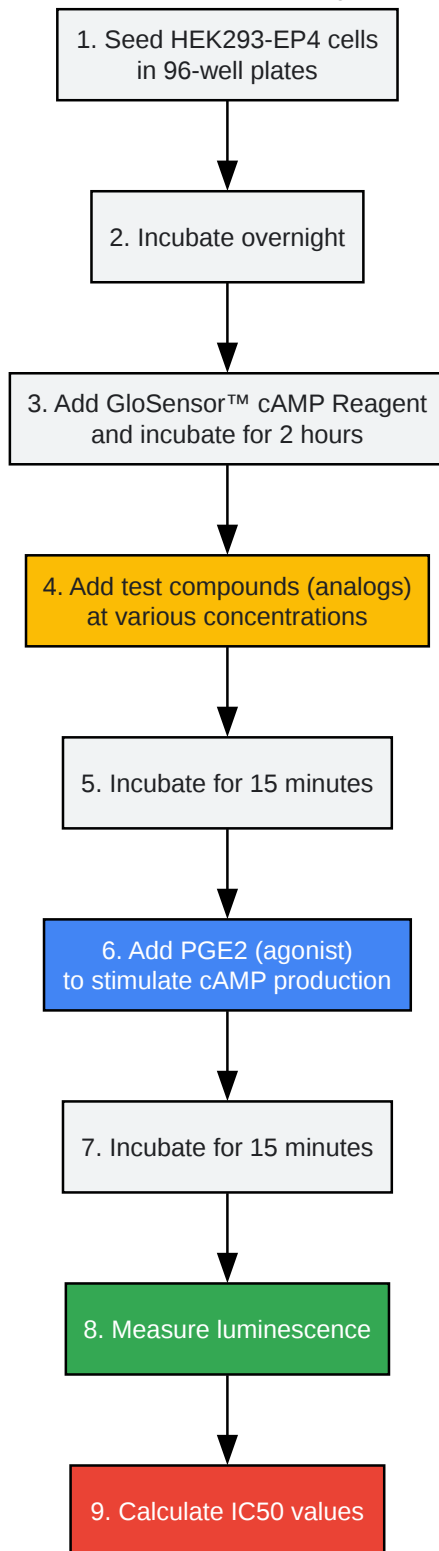 1. Seed HEK293-EP4 cells
in 96-well plates
2. Incubate overnight
3. Add GloSensor™ cAMP Reagent
and incubate for 2 hours
4. Add test compounds (analogs)
at various concentrations
5. Incubate for 15 minutes
6. Add PGE2 (agonist)
to stimulate cAMP production
7. Incubate for 15 minutes
8. Measure luminescence
9. Calculate IC50 values